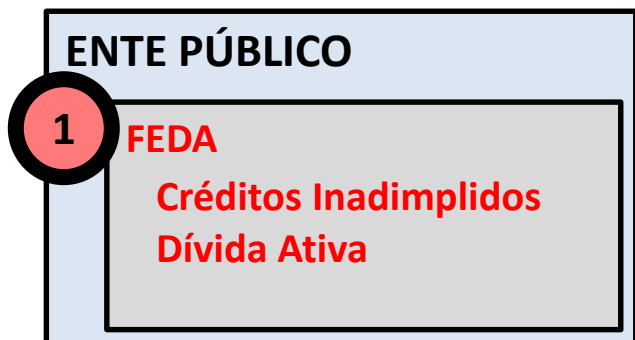 ENTE PÚBLICO
1
FEDA
Créditos Inadimplidos
Dívida Ativa